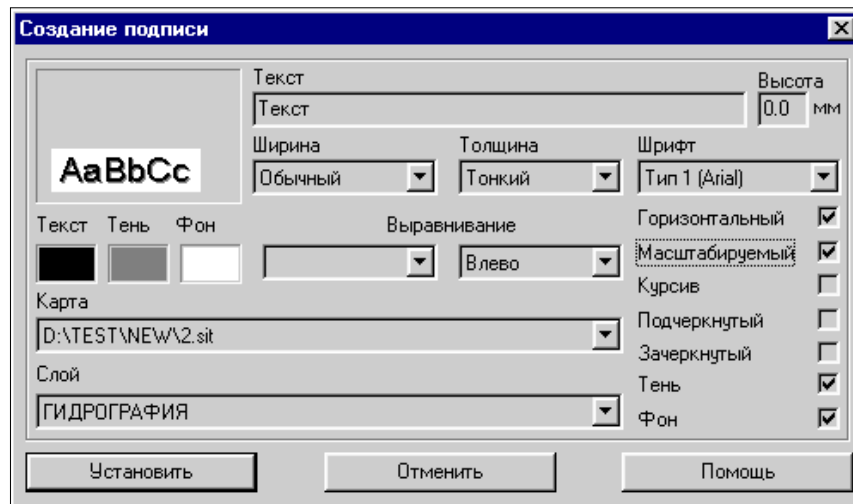 Создание подписи
Текст
Высота
Текст
0.0 мм
Ширина
Толщина
Шрифт
AaBbCc
Обычный
Тонкий
Тип 1 (Arial)
Текст Тень Фон
Выравнивание
Горизонтальный
Влево
Масштабируемый
Курсив
Карта
D:\TEST\NEW\2.sit
Подчеркнутый
Зачеркнутый
Слой
Тень
ГИДРОГРАФИЯ
Фон
Установить
Отменить
Помощь